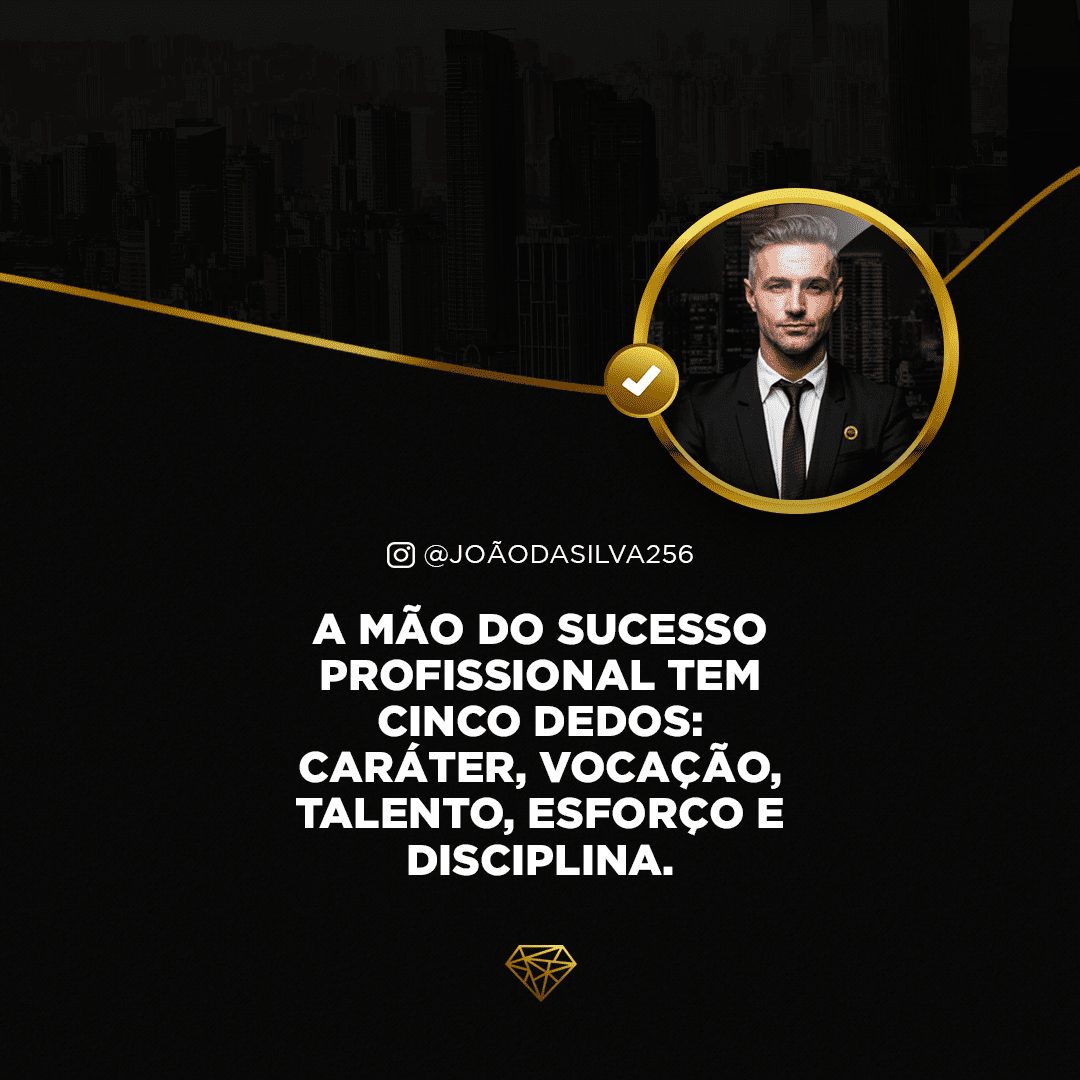 @JOÃODASILVA256
A MÃO DO SUCESSO
PROFISSIONAL TEM
CINCO DEDOS:
CARÁTER, VOCAÇÃO,
TALENTO, ESFORÇO E
DISCIPLINA.